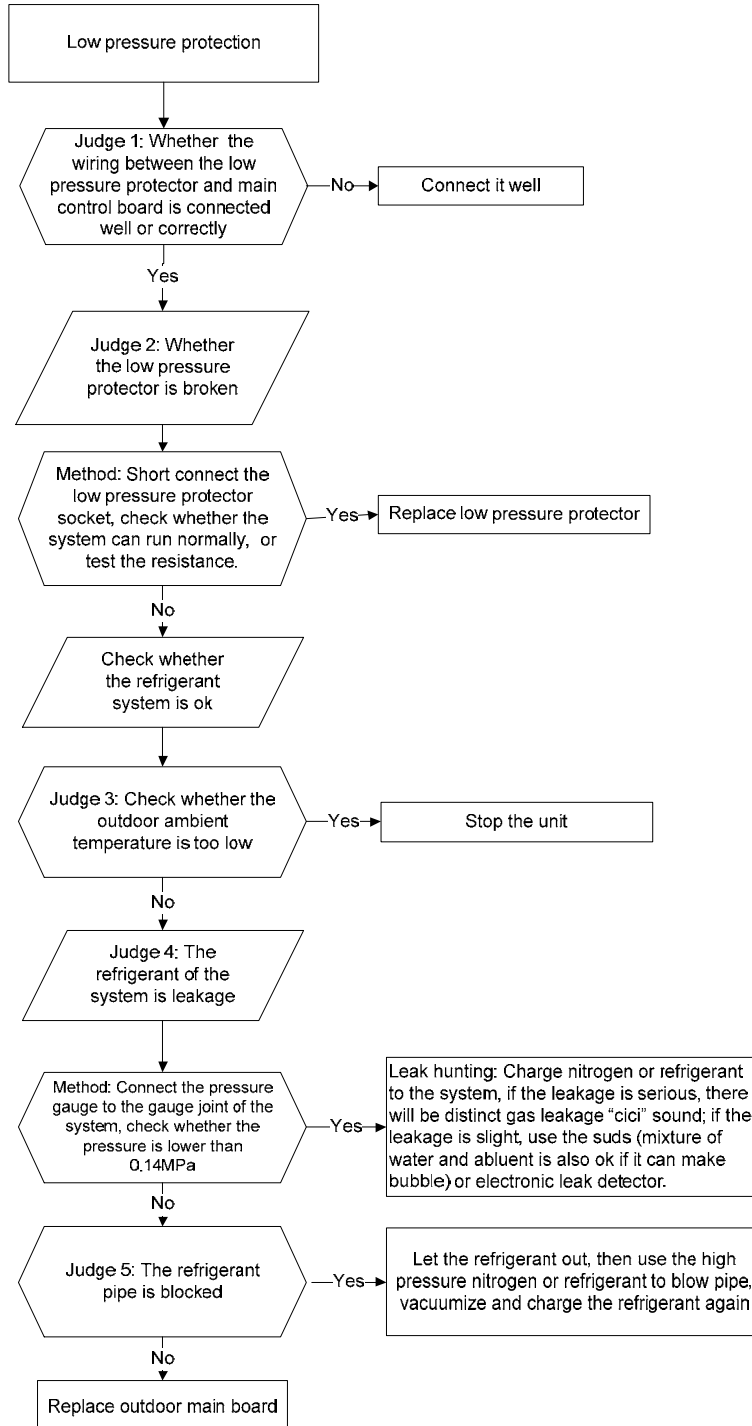 Low pressure protection
Judge 1: Whether the
wiring between the low
pressure protector and main
control board is connected
well or correctly
No
Connect it well
Yes
Judge 2: Whether
the low pressure
protector is broken
Method: Short connect the
low pressure protector
socket, check whether the
system can run normally, or
test the resistance.
Yes
Replace low pressure protector
No
Check whether
the refrigerant
system is ok
Judge 3: Check whether the
outdoor ambient
temperature is too low
Yes
Stop the unit
No
Judge 4: The
refrigerant of the
system is leakage
Method: Connect the pressure
gauge to the gauge joint of the
system, check whether the
pressure is lower than
0.14MPa
Yes
Leak hunting: Charge nitrogen or refrigerant
to the system, if the leakage is serious, there
will be distinct gas leakage “cici” sound; if the
leakage is slight, use the suds (mixture of
water and abluent is also ok if it can make
bubble) or electronic leak detector.
No
Judge 5: The refrigerant
pipe is blocked
Yes
Let the refrigerant out, then use the high
pressure nitrogen or refrigerant to blow pipe,
vacuumize and charge the refrigerant again
No
Replace outdoor main board